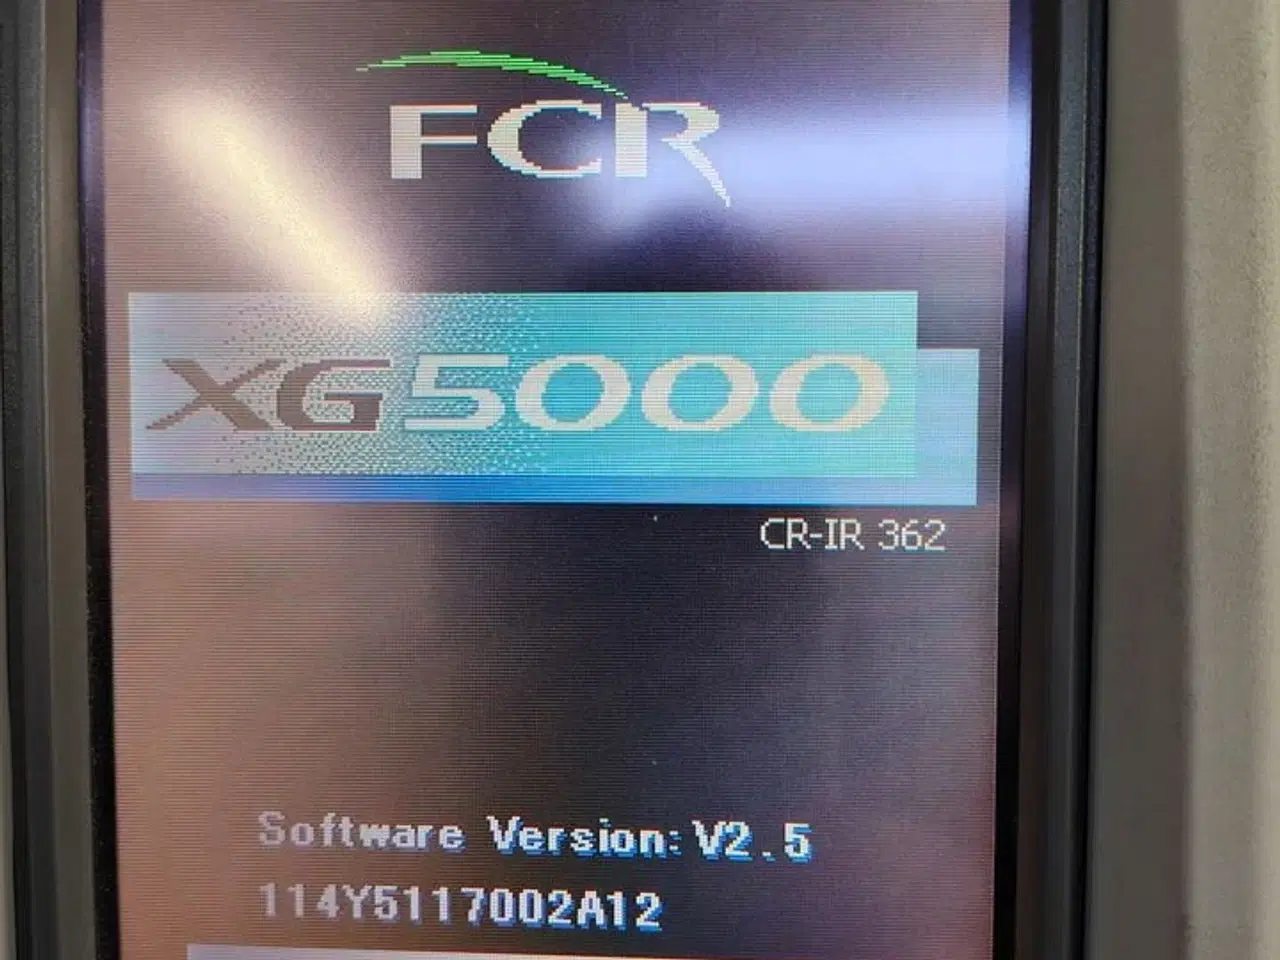 FCR
XG5000
CR-IR 362
Software Version: V2.5
114Y5117002A12